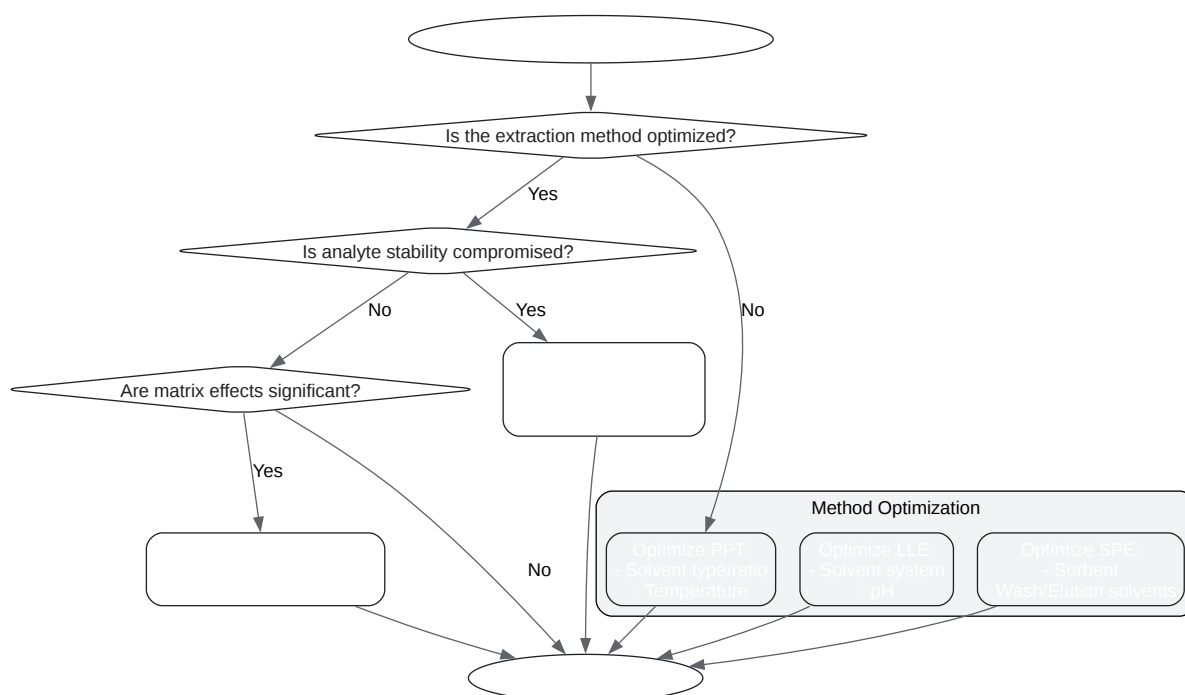 Is the extraction method optimized?
Yes
Is analyte stability compromised?
No
Yes
No
Are matrix effects significant?
Yes
No
Method Optimization
Optimize PPT:
- Solvent type/ratio
- Temperature
Optimize LLE:
- Solvent system
- pH
Optimize SPE:
- Sorbent
- Wash/Elution solvents